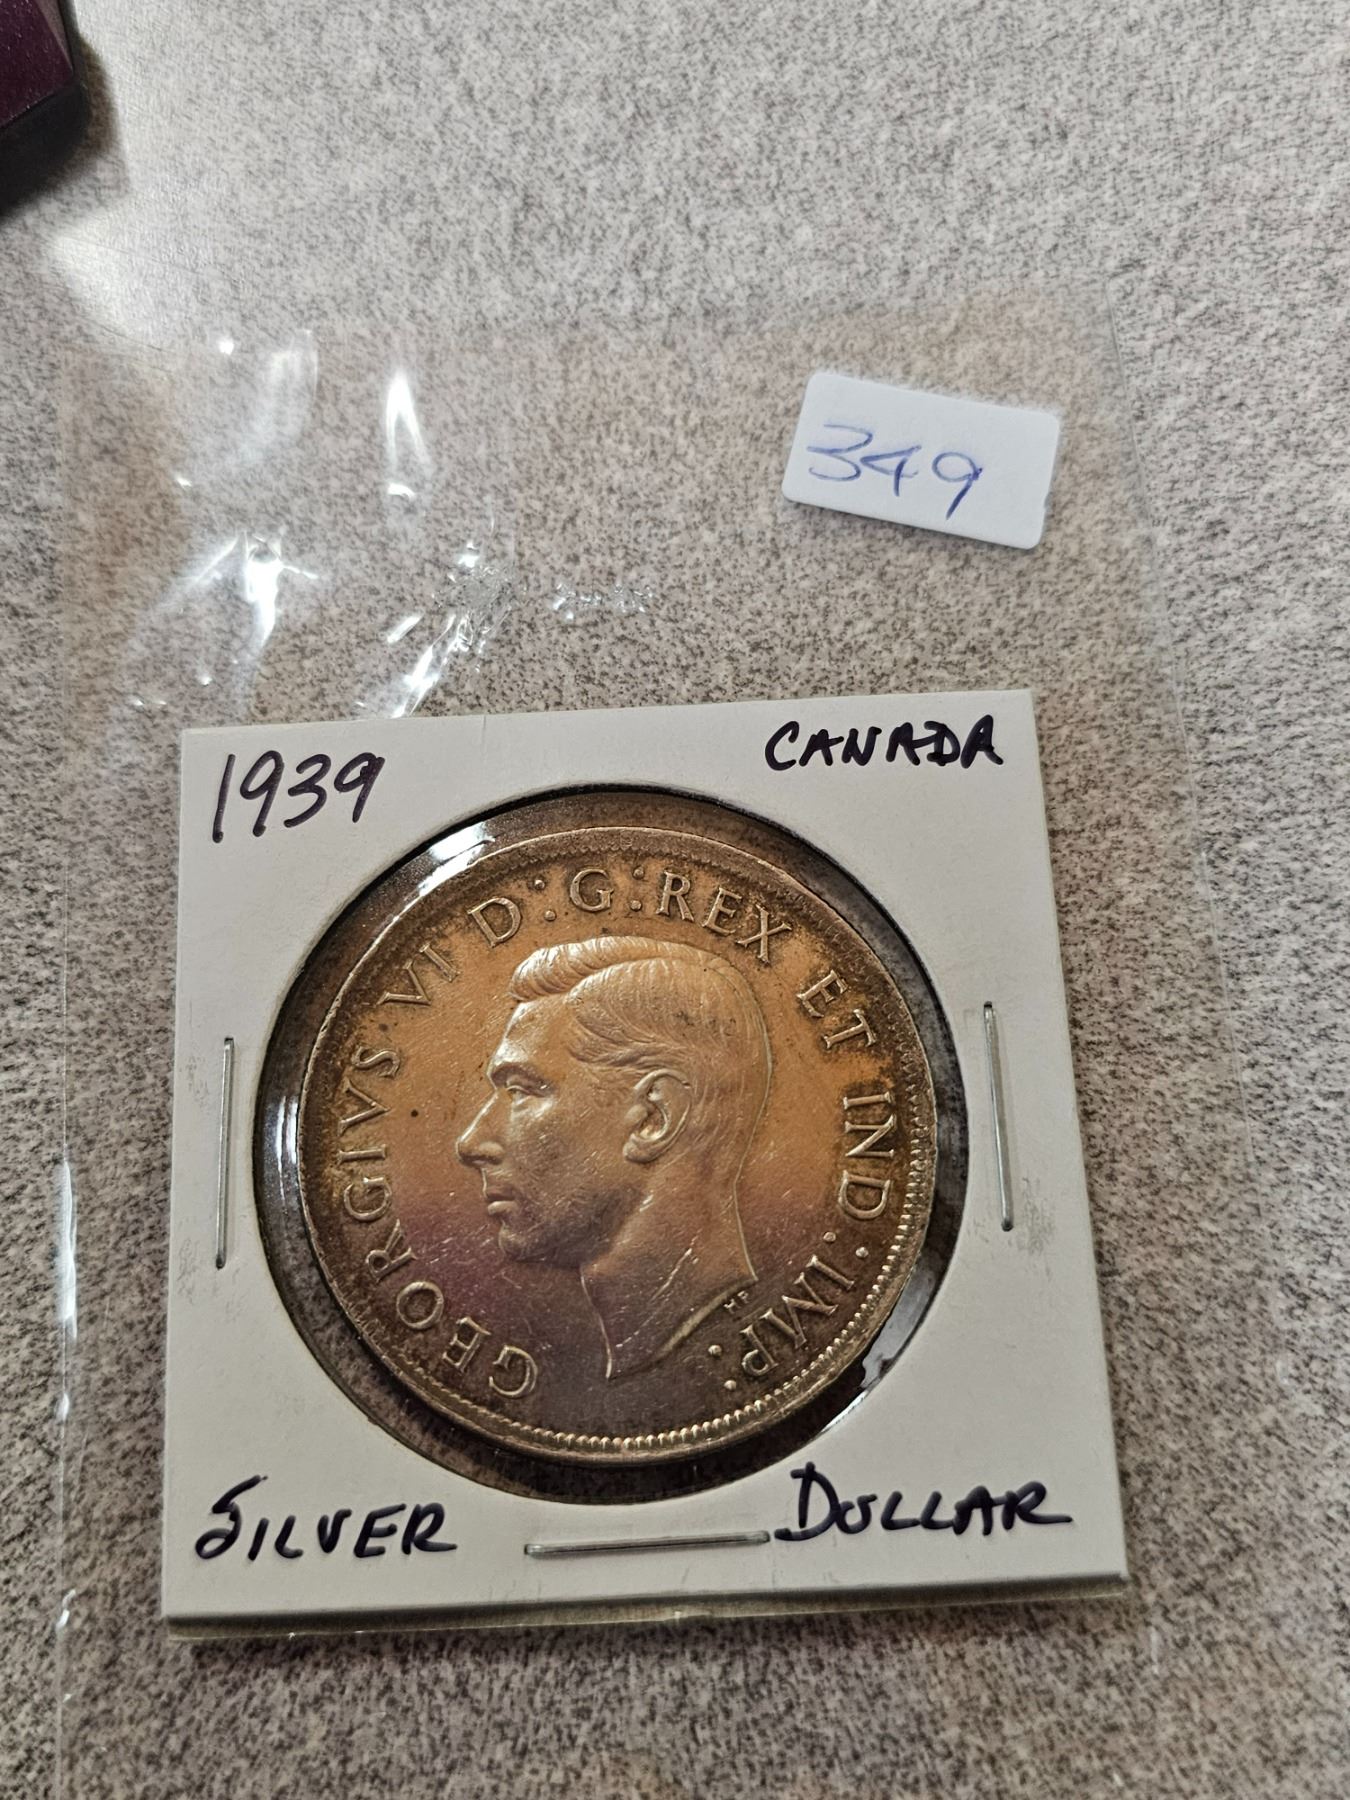 349
1939
CANADA
GEORGIVS VI D:G:REX ET IND:IMP:
HP
SILVER
DOLLAR